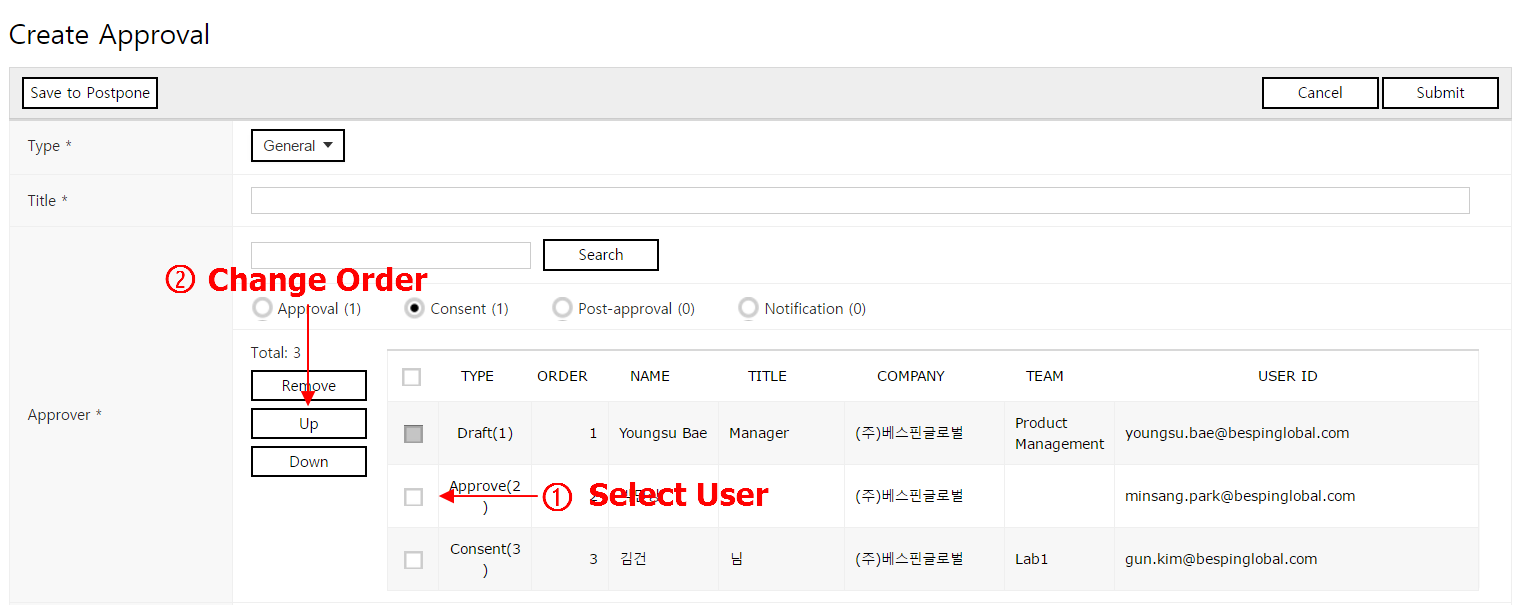 Create Approval
Save to Postpone
Cancel Submit
Type * General
Title *
Search
② Change Order
Approval (1) Consent (1) Post-approval (0) Notification (0)
Total: 3
Remove
Up
Down
Approver *
TYPE ORDER NAME TITLE COMPANY TEAM USER ID
Draft(1) 1 Youngsu Bae Manager (주)베스핀글로벌 Product Management youngsu.bae@bespinglobal.com
Approve(2) (주)베스핀글로벌 minsang.park@bespinglobal.com
① Select User
Consent(3) 3 김건 님 (주)베스핀글로벌 Lab1 gun.kim@bespinglobal.com